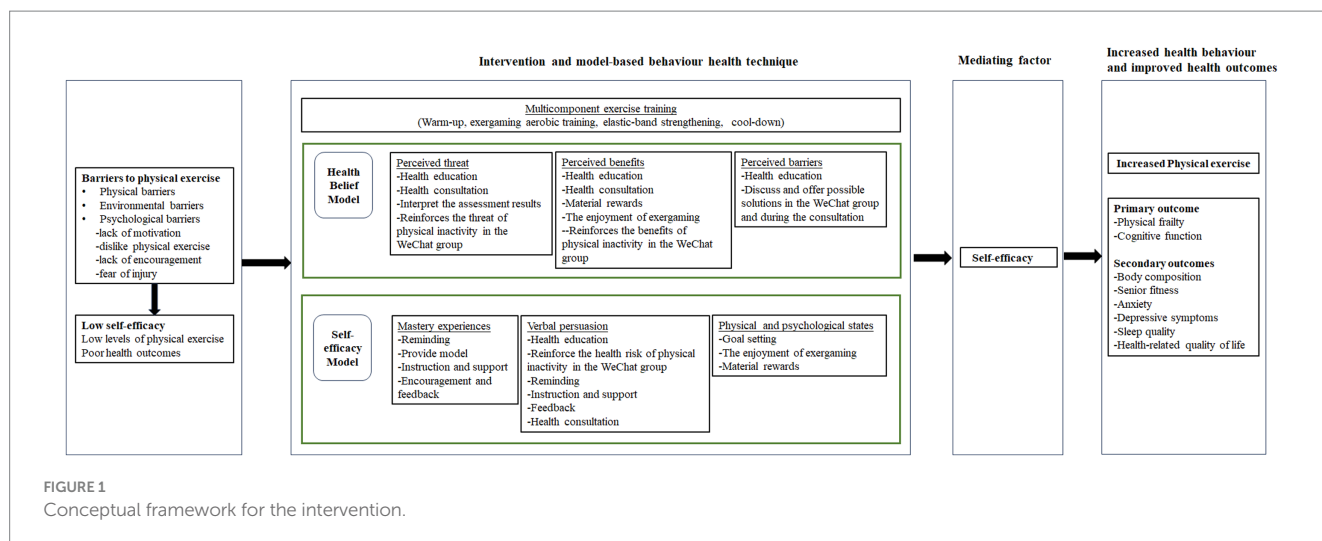 Intervention and model-based behaviour health technique
Mediating factor
Increased health behaviour
and improved health outcomes
Barriers to physical exercise
• Physical barriers
• Environmental barriers
• Psychological barriers
-lack of motivation
-dislike physical exercise
-lack of encouragement
-fear of injury
Low self-efficacy
Low levels of physical exercise
Poor health outcomes
Multicomponent exercise training
(Warm-up, exergaming aerobic training, elastic-band strengthening, cool-down)
Health
Belief
Model
Perceived threat
-Health education
-Health consultation
-Interpret the assessment results
-Reinforces the threat of
physical inactivity in the
WeChat group
Perceived benefits
-Health education
-Health consultation
-Material rewards
-The enjoyment of exergaming
--Reinforces the benefits of
physical inactivity in the WeChat
group
Perceived barriers
-Health education
-Discuss and offer possible
solutions in the WeChat group
and during the consultation
Self-
efficacy
Model
Mastery experiences
-Reminding
-Provide model
-Instruction and support
-Encouragement and
feedback
Verbal persuasion
-Health education
-Reinforce the health risk of physical
inactivity in the WeChat group
-Reminding
-Instruction and support
-Feedback
-Health consultation
Physical and psychological states
-Goal setting
-The enjoyment of exergaming
-Material rewards
Self-efficacy
Increased Physical exercise
Primary outcome
-Physical frailty
-Cognitive function
Secondary outcomes
-Body composition
-Senior fitness
-Anxiety
-Depressive symptoms
-Sleep quality
-Health-related quality of life
FIGURE 1
Conceptual framework for the intervention.